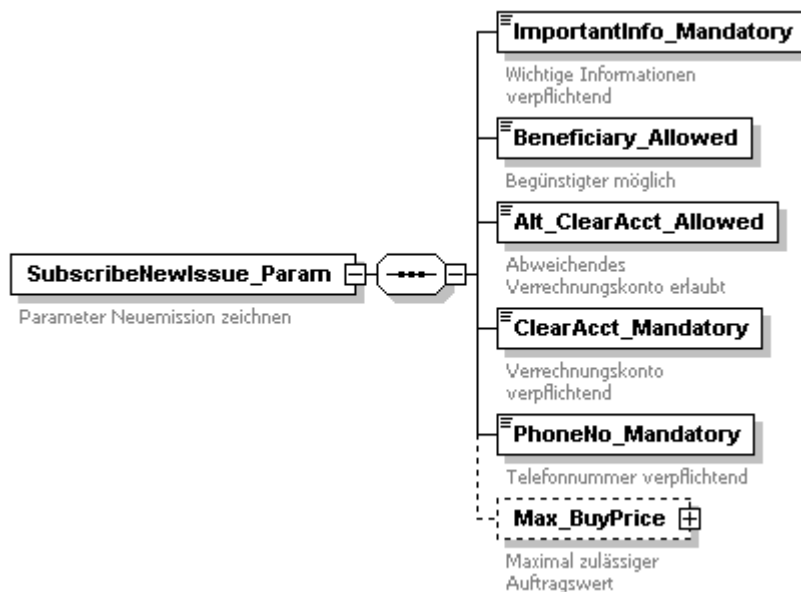 ImportantInfo_Mandatory
Wichtige Informationen
verpflichtend
Beneficiary_Allowed
Begünstigter möglich
Alt_ClearAcct_Allowed
Abweichendes
Verrechnungskonto erlaubt
SubscribeNewIssue_Param
Parameter Neuemission zeichnen
ClearAcct_Mandatory
Verrechnungskonto
verpflichtend
PhoneNo_Mandatory
Telefonnummer verpflichtend
Max_BuyPrice
Maximal zulässiger
Auftragswert